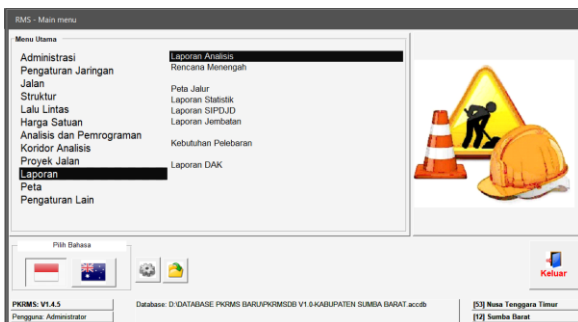 RMS - Main menu
Menu Utama
Administrasi
Pengaturan Jaringan
Jalan
Struktur
Lalu Lintas
Harga Satuan
Analisis dan Pemrograman
Koridor Analisis
Proyek Jalan
Laporan
Peta
Pengaturan Lain
Laporan Analisis
Rencana Menengah
Peta Jalur
Laporan Statistik
Laporan SIPDJD
Laporan Jembatan
Kebutuhan Pelebaran
Laporan DAK
Pilih Bahasa
Keluar
PKRMS: V1.4.5
Database: D:\DATABASE PKRMS BARU\PKRMSDB V1.0-KABUPATEN SUMBA BARAT.accdb
[53] Nusa Tenggara Timur
Pengguna: Administrator
[12] Sumba Barat